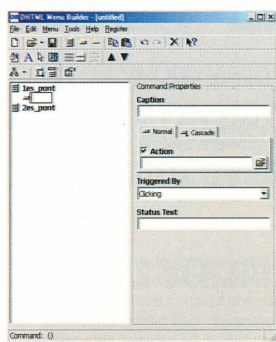 DHTML Menu Builder - [untitled]
File Edit Menu Tools Help Register
1es_pont
2es_pont
Command Properties
Caption
Normal
Cascade
Action
Triggered By
Clicking
Status Text
Command: {}